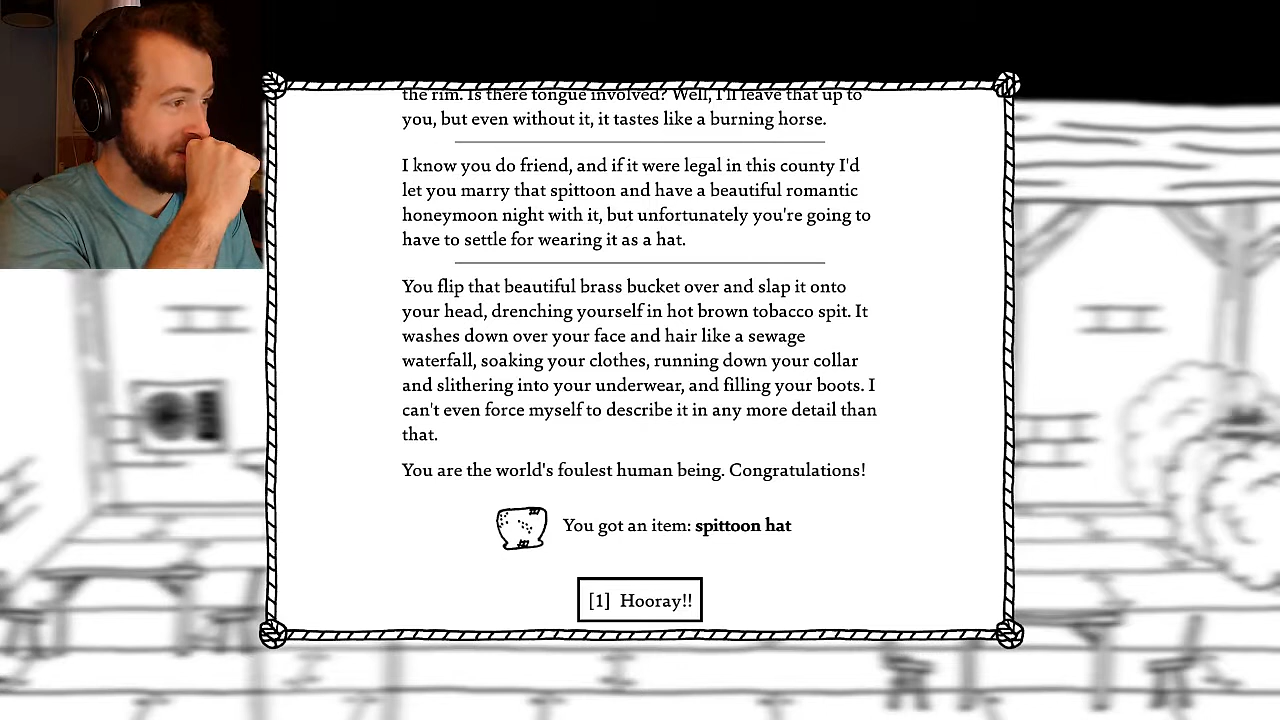 the rim. Is there tongue involved? Well, I'll leave that up to
you, but even without it, it tastes like a burning horse.
I know you do friend, and if it were legal in this county I'd
let you marry that spittoon and have a beautiful romantic
honeymoon night with it, but unfortunately you're going to
have to settle for wearing it as a hat.
You flip that beautiful brass bucket over and slap it onto
your head, drenching yourself in hot brown tobacco spit. It
washes down over your face and hair like a sewage
waterfall, soaking your clothes, running down your collar
and slithering into your underwear, and filling your boots. I
can't even force myself to describe it in any more detail than
that.
You are the world's foulest human being. Congratulations!
You got an item: spittoon hat
[1] Hooray!!